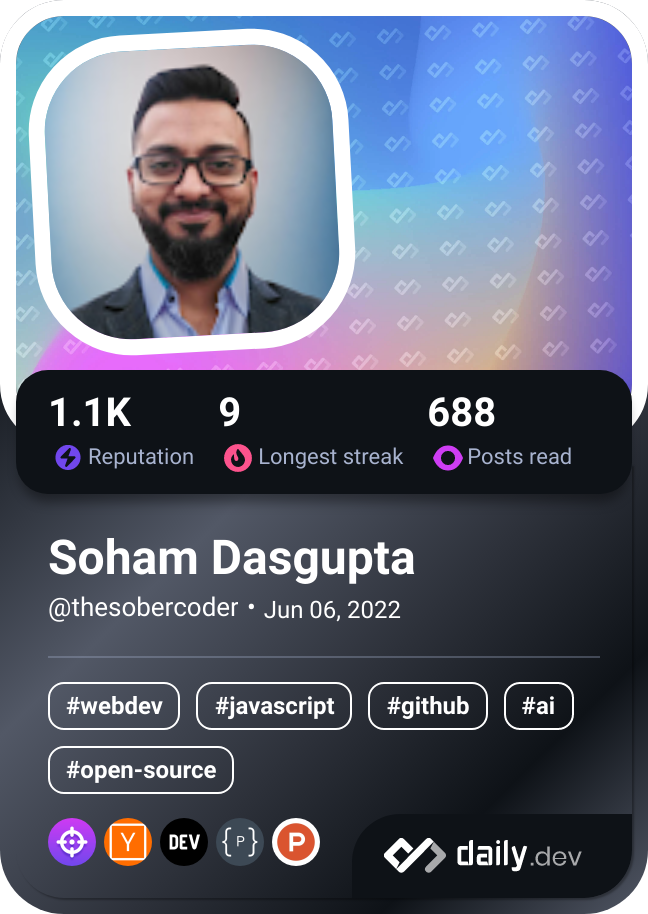 1.1K 9 688
Reputation Longest streak Posts read
Soham Dasgupta
@thesobercoder • Jun 06, 2022
#webdev #javascript #github #ai
#open-source
Y DEV {P} P
daily.dev